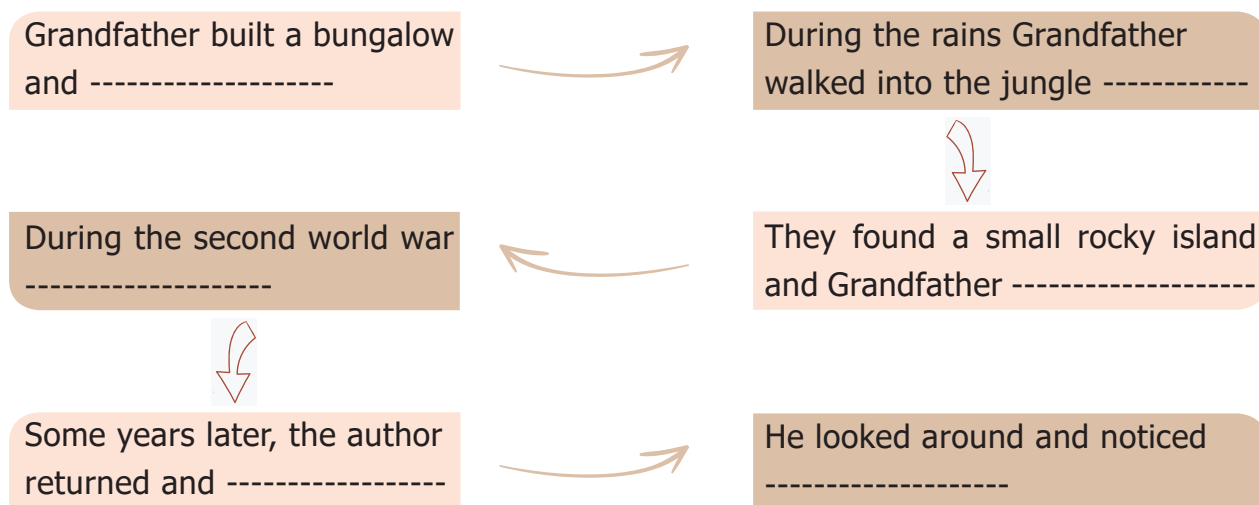 Grandfather built a bungalow
and --------------------
During the rains Grandfather
walked into the jungle ------------
They found a small rocky island
and Grandfather --------------------
During the second world war
--------------------
Some years later, the author
returned and ------------------
He looked around and noticed
--------------------